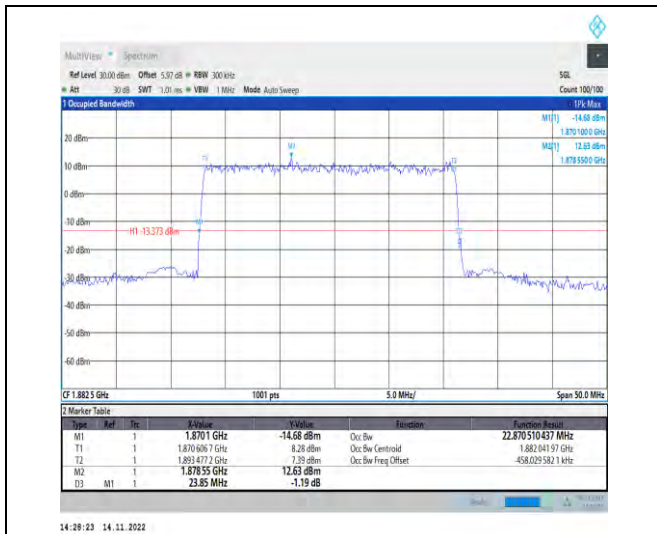 MultiView Spectrum
Ref Level 30.00 dBm Offset 5.97 dB RBW 300 kHz SGL
Att 30 dB SWT 1.01 ms VBW 1 MHz Mode Auto Sweep Count 100/100
1 Occupied Bandwidth 1Pk Max
M1[1] -14.68 dBm
1.870 100 0 GHz
M2[1] 12.63 dBm
1.878 550 0 GHz
20 dBm
10 dBm
0 dBm
-10 dBm
H1 -13.373 dBm
-20 dBm
-30 dBm
-40 dBm
-50 dBm
-60 dBm
CF 1.882 5 GHz 1001 pts 5.0 MHz/ Span 50.0 MHz
2 Marker Table
Type Ref Trc X-Value Y-Value Function Function Result
M1 1 1.8701 GHz -14.68 dBm Occ Bw 22.870 510 437 MHz
T1 1 1.870 606 7 GHz 8.28 dBm Occ Bw Centroid 1.882 041 97 GHz
T2 1 1.893 477 2 GHz 7.39 dBm Occ Bw Freq Offset -458.029 582 1 kHz
M2 1 1.878 55 GHz 12.63 dBm
D3 M1 1 23.85 MHz -1.19 dB
14:26:23 14.11.2022